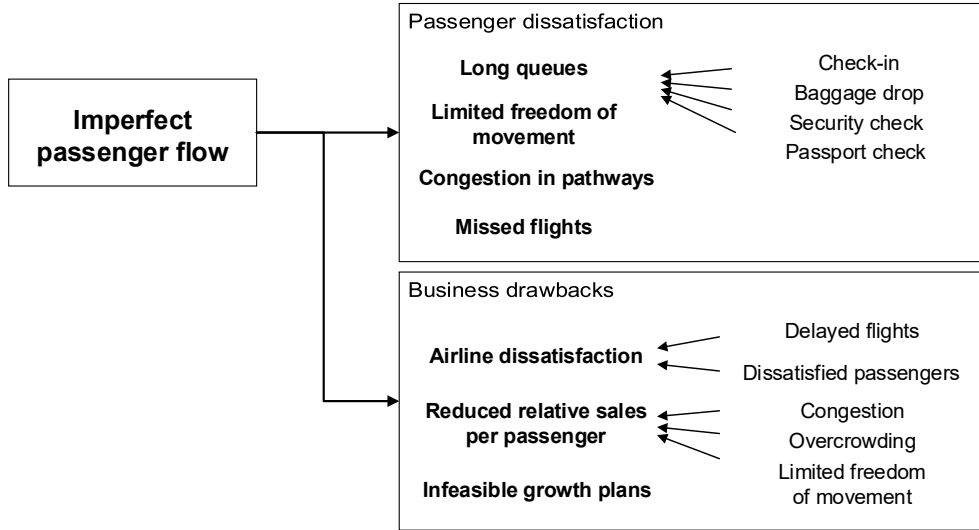 Imperfect
passenger flow
Passenger dissatisfaction
Long queues
Limited freedom of
movement
Congestion in pathways
Missed flights
Check-in
Baggage drop
Security check
Passport check
Business drawbacks
Airline dissatisfaction
Reduced relative sales
per passenger
Infeasible growth plans
Delayed flights
Dissatisfied passengers
Congestion
Overcrowding
Limited freedom
of movement